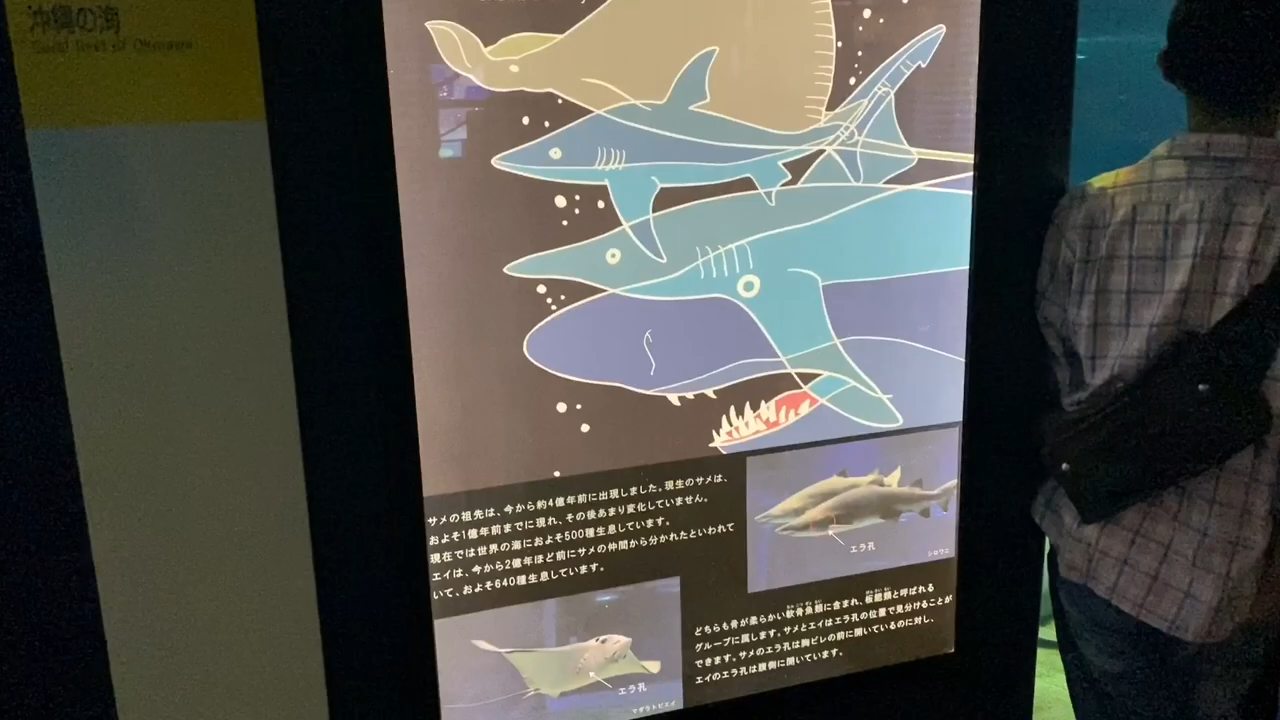 沖縄の海
Coral Reef of Okinawa
サメの祖先は、今から約4億年前に出現しました。現生のサメは、
およそ1億年前までに現れ、その後あまり変化していません。
現在では世界の海におよそ500種生息しています。
エイは、今から2億年ほど前にサメの仲間から分かれたといわれて
いて、およそ640種生息しています。
エラ孔
シロワニ
どちらも骨が柔らかい軟骨魚類に含まれ、板鰓類と呼ばれる
グループに属します。サメとエイはエラ孔の位置で見分けることが
できます。サメのエラ孔は胸ビレの前に開いているのに対し、
エイのエラ孔は腹側に開いています。
エラ孔
マダラトビエイ